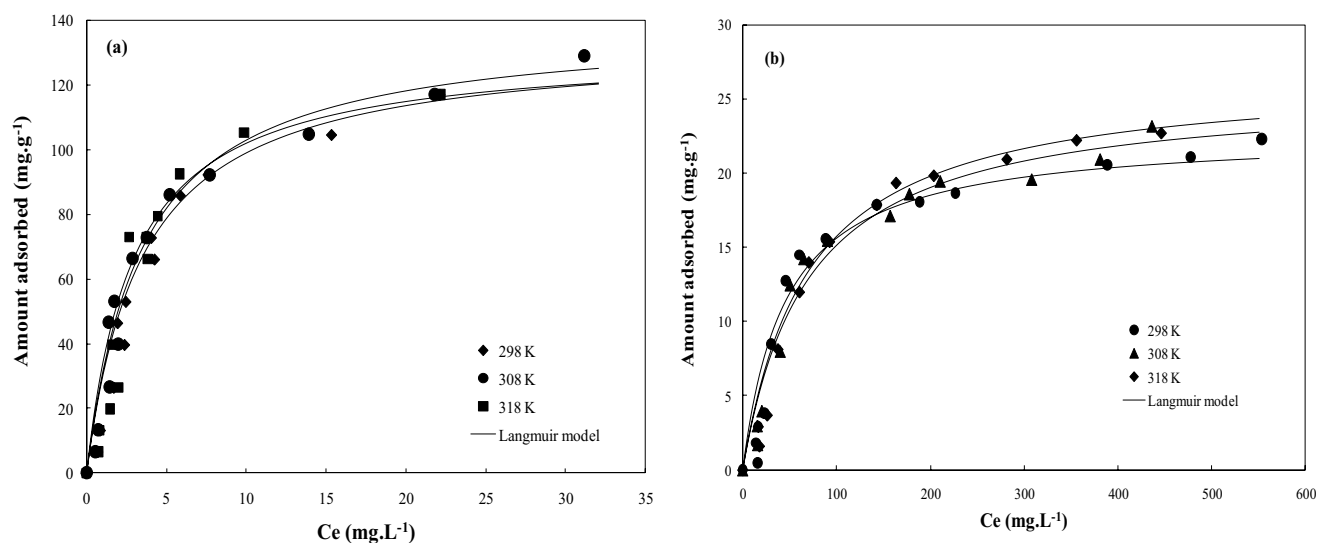 (a)
Amount adsorbed (mg.g-1)
140
120
100
80
60
40
20
0
298 K
308 K
318 K
Langmuir model
0 5 10 15 20 25 30 35
Ce (mg.L-1)
(b)
Amount adsorbed (mg.g-1)
30
25
20
15
10
5
0
298 K
308 K
318 K
Langmuir model
0 100 200 300 400 500 600
Ce (mg.L-1)